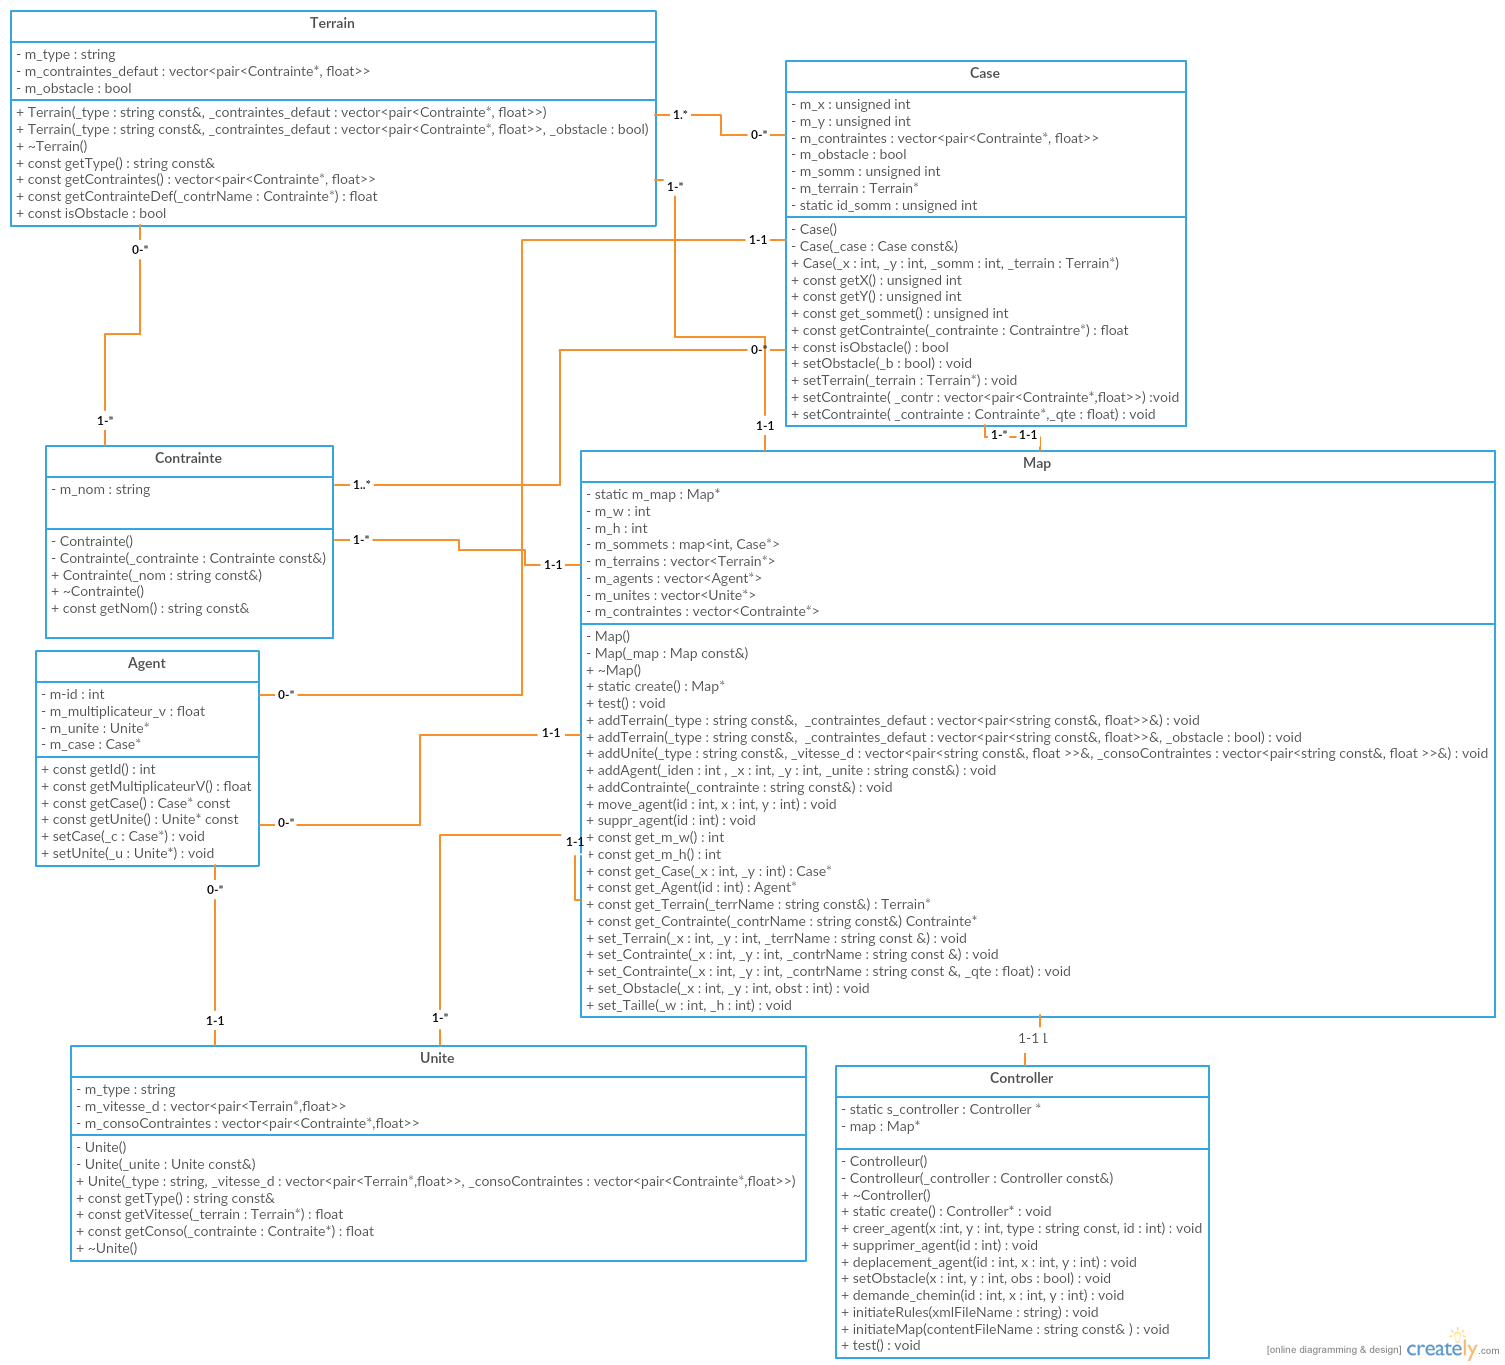 Terrain
- m_type : string
- m_contraintes_defaut : vector<pair<Contrainte*, float>>
- m_obstacle : bool
+ Terrain(_type : string const&, _contraintes_defaut : vector<pair<Contrainte*, float>>)
+ Terrain(_type : string const&, _contraintes_defaut : vector<pair<Contrainte*, float>>, _obstacle : bool)
+ ~Terrain()
+ const getType() : string const&
+ const getContraintes() : vector<pair<Contrainte*, float>>
+ const getContrainteDef(_contrName : Contrainte*) : float
+ const isObstacle : bool
1.*
0-*
1-*
0-*
1-1
0-*
1-*
1-1
Case
- m_x : unsigned int
- m_y : unsigned int
- m_contraintes : vector<pair<Contrainte*, float>>
- m_obstacle : bool
- m_somm : unsigned int
- m_terrain : Terrain*
- static id_somm : unsigned int
- Case()
- Case(_case : Case const&)
+ Case(_x : int, _y : int, _somm : int, _terrain : Terrain*)
+ const getX() : unsigned int
+ const getY() : unsigned int
+ const get_sommet() : unsigned int
+ const getContrainte(_contrainte : Contraintre*) : float
+ const isObstacle() : bool
+ setObstacle(_b : bool) : void
+ setTerrain(_terrain : Terrain*) : void
+ setContrainte( _contr : vector<pair<Contrainte*,float>>) :void
+ setContrainte( _contrainte : Contrainte*,_qte : float) : void
1-* 1-1
Contrainte
- m_nom : string
- Contrainte()
- Contrainte(_contrainte : Contrainte const&)
+ Contrainte(_nom : string const&)
+ ~Contrainte()
+ const getNom() : string const&
1..*
1-*
1-1
Map
- static m_map : Map*
- m_w : int
- m_h : int
- m_sommets : map<int, Case*>
- m_terrains : vector<Terrain*>
- m_agents : vector<Agent*>
- m_unites : vector<Unite*>
- m_contraintes : vector<Contrainte*>
- Map()
- Map(_map : Map const&)
+ ~Map()
+ static create() : Map*
+ test() : void
+ addTerrain(_type : string const&,  _contraintes_defaut : vector<pair<string const&, float>>&) : void
+ addTerrain(_type : string const&,  _contraintes_defaut : vector<pair<string const&, float>>&, _obstacle : bool) : void
+ addUnite(_type : string const&, _vitesse_d : vector<pair<string const&, float >>&, _consoContraintes : vector<pair<string const&, float >>&) : void
+ addAgent(_iden : int , _x : int, _y : int, _unite : string const&) : void
+ addContrainte(_contrainte : string const&) : void
+ move_agent(id : int, x : int, y : int) : void
+ suppr_agent(id : int) : void
+ const get_m_w() : int
+ const get_m_h() : int
+ const get_Case(_x : int, _y : int) : Case*
+ const get_Agent(id : int) : Agent*
+ const get_Terrain(_terrName : string const&) : Terrain*
+ const get_Contrainte(_contrName : string const&) Contrainte*
+ set_Terrain(_x : int, _y : int, _terrName : string const &) : void
+ set_Contrainte(_x : int, _y : int, _contrName : string const &) : void
+ set_Contrainte(_x : int, _y : int, _contrName : string const &, _qte : float) : void
+ set_Obstacle(_x : int, _y : int, obst : int) : void
+ set_Taille(_w : int, _h : int) : void
Agent
- m-id : int
- m_multiplicateur_v : float
- m_unite : Unite*
- m_case : Case*
+ const getId() : int
+ const getMultiplicateurV() : float
+ const getCase() : Case* const
+ const getUnite() : Unite* const
+ setCase(_c : Case*) : void
+ setUnite(_u : Unite*) : void
0-*
1-1
0-*
1-1
0-*
1-1
1-*
1-1 1
Unite
- m_type : string
- m_vitesse_d : vector<pair<Terrain*,float>>
- m_consoContraintes : vector<pair<Contrainte*,float>>
- Unite()
- Unite(_unite : Unite const&)
+ Unite(_type : string, _vitesse_d : vector<pair<Terrain*,float>>, _consoContraintes : vector<pair<Contrainte*,float>>)
+ const getType() : string const&
+ const getVitesse(_terrain : Terrain*) : float
+ const getConso(_contrainte : Contraite*) : float
+ ~Unite()
Controller
- static s_controller : Controller *
- map : Map*
- Controlleur()
- Controlleur(_controller : Controller const&)
+ ~Controller()
+ static create() : Controller* : void
+ creer_agent(x :int, y : int, type : string const, id : int) : void
+ supprimer_agent(id : int) : void
+ deplacement_agent(id : int, x : int, y : int) : void
+ setObstacle(x : int, y : int, obs : bool) : void
+ demande_chemin(id : int, x : int, y : int) : void
+ initiateRules(xmlFileName : string) : void
+ initiateMap(contentFileName : string const& ) : void
+ test() : void
[online diagramming & design] creately.com